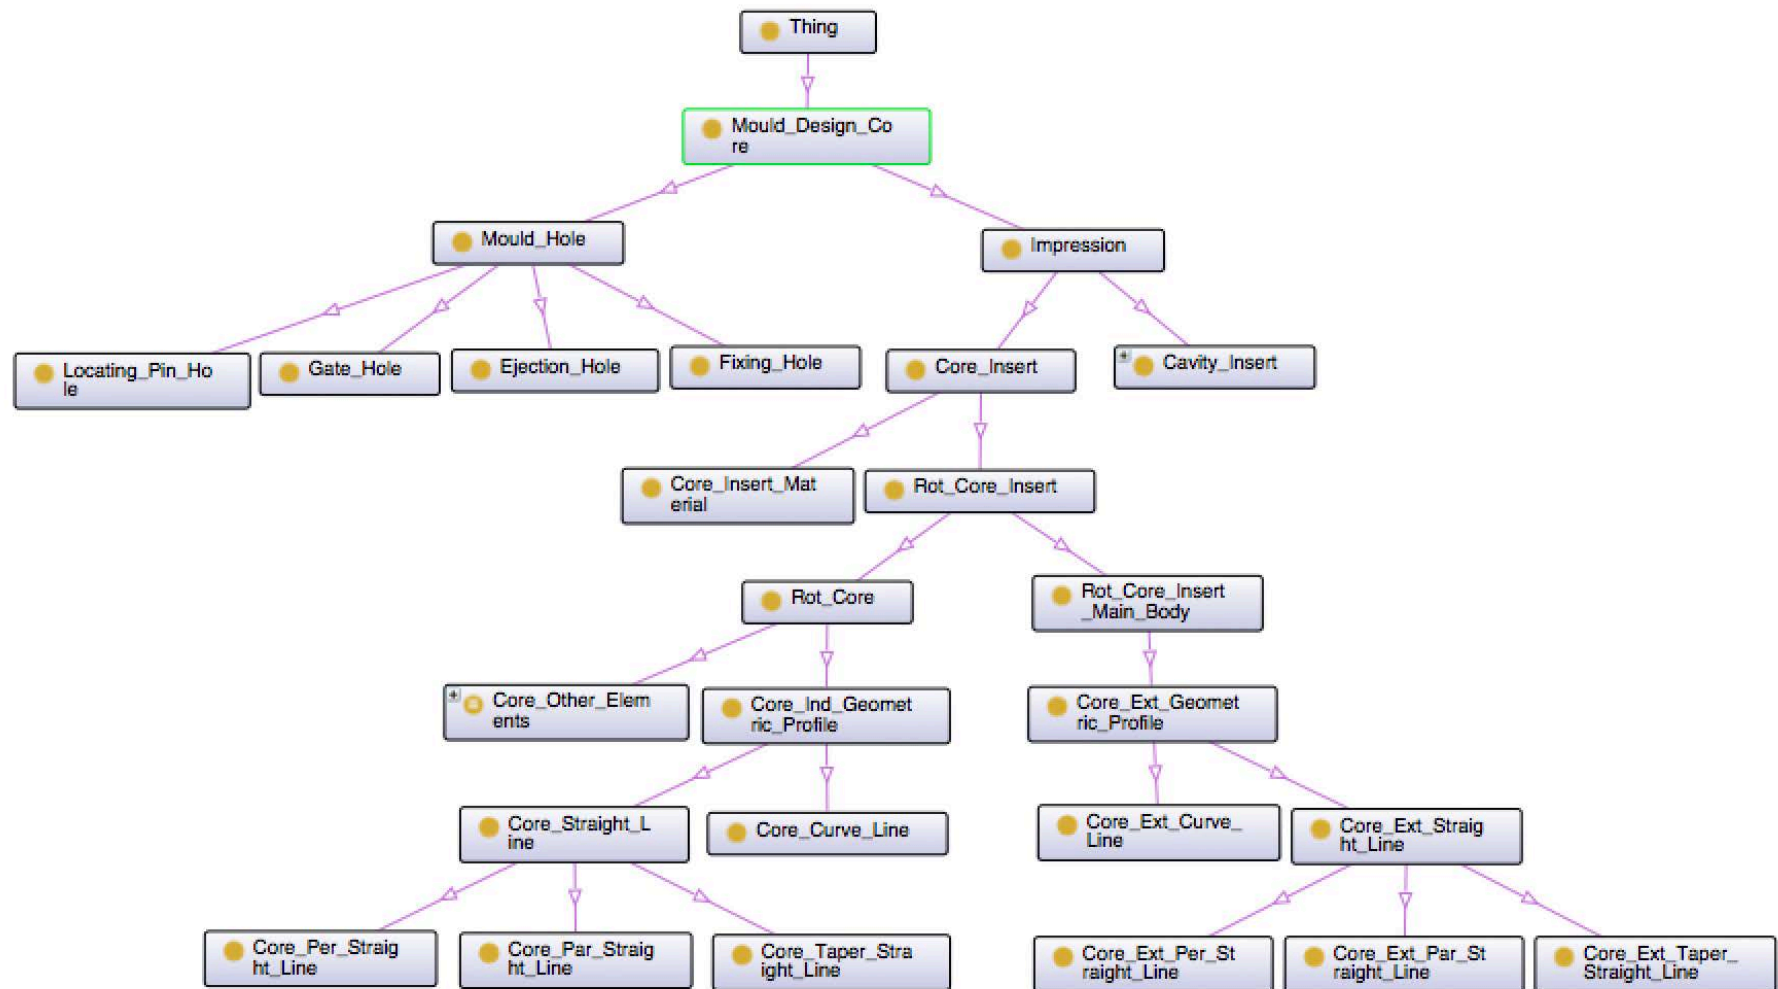 Thing
Mould_Design_Co
re
Mould_Hole
Impression
Locating_Pin_Ho
le
Gate_Hole
Ejection_Hole
Fixing_Hole
Core_Insert
Cavity_Insert
Core_Insert_Mat
erial
Rot_Core_Insert
Rot_Core
Rot_Core_Insert
_Main_Body
Core_Other_Elem
ents
Core_Ind_Geomet
ric_Profile
Core_Ext_Geomet
ric_Profile
Core_Straight_L
ine
Core_Curve_Line
Core_Ext_Curve_
Line
Core_Ext_Straig
ht_Line
Core_Per_Straig
ht_Line
Core_Par_Straig
ht_Line
Core_Taper_Stra
ight_Line
Core_Ext_Per_St
raight_Line
Core_Ext_Par_St
raight_Line
Core_Ext_Taper_
Straight_Line